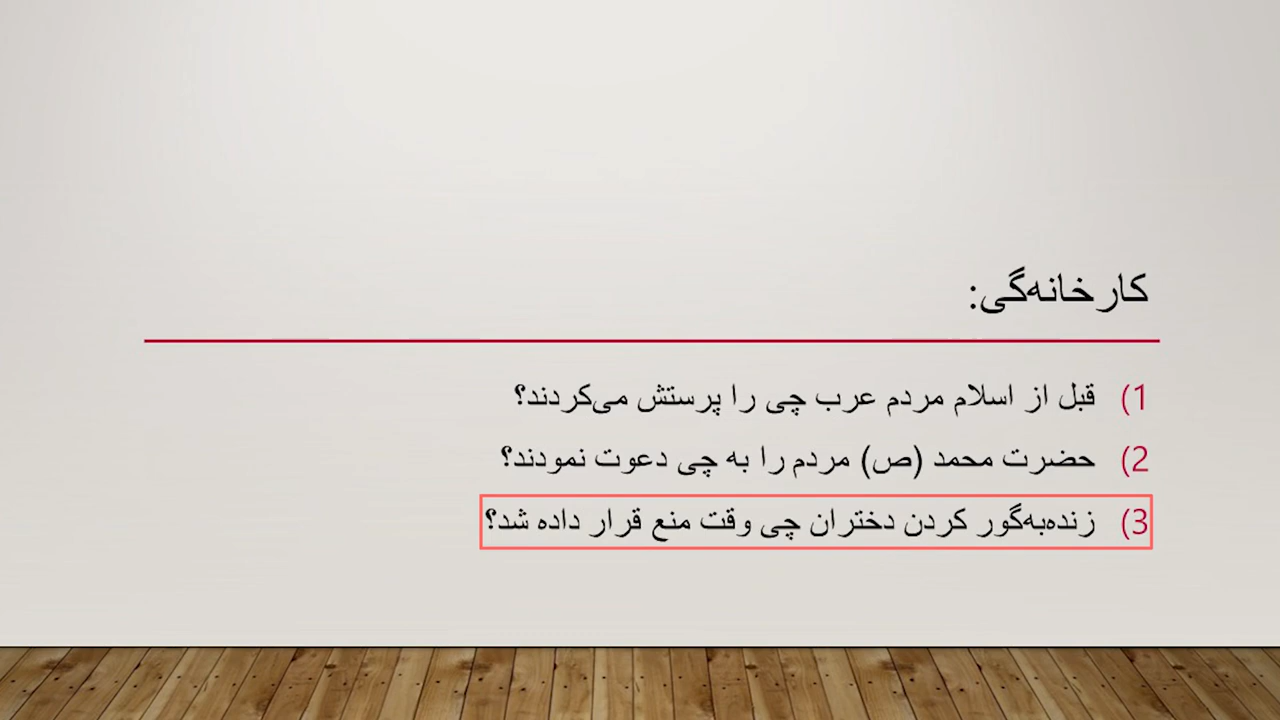 کارخانه‌گی:
1) قبل از اسلام مردم عرب چی را پرستش می‌کردند؟
2) حضرت محمد (ص) مردم را به چی دعوت نمودند؟
3) زنده‌به‌گور کردن دختران چی وقت منع قرار داده شد؟